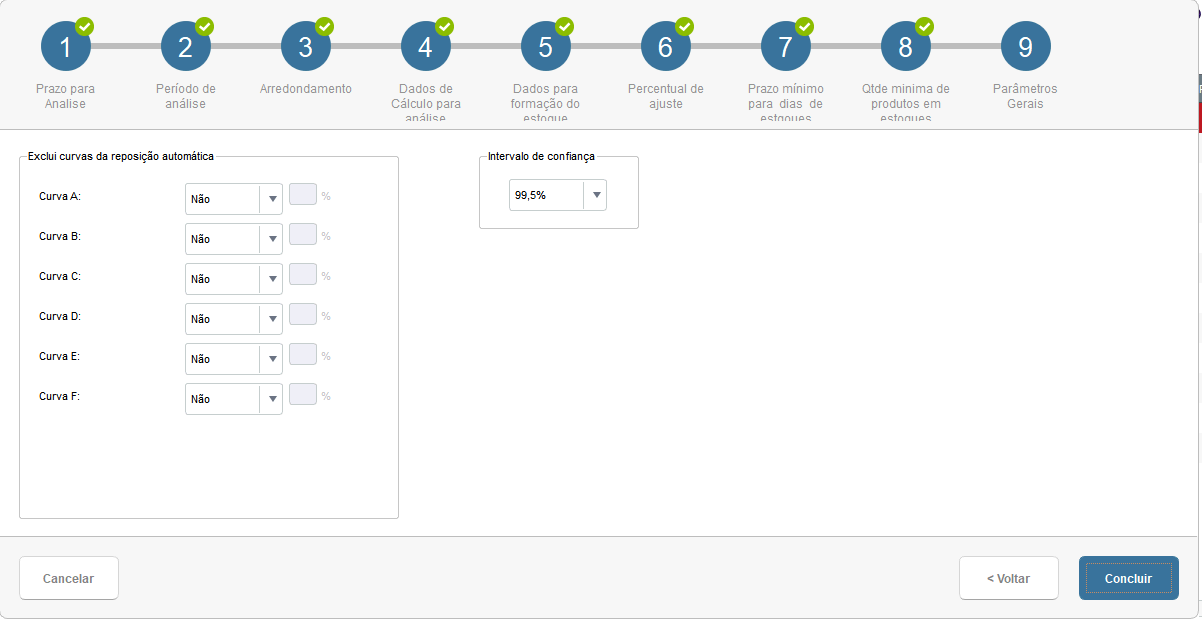 1 2 3 4 5 6 7 8 9
Prazo para Período de Arredondamento Dados de Dados para Percentual de Prazo mínimo Qtde minima de Parâmetros
Analise análise Cálculo para formação do ajuste para dias de produtos em Gerais
análise estoque estoques estoques
Exclui curvas da reposição automática Intervalo de confiança
Curva A: Não % 99,5%
Curva B: Não %
Curva C: Não %
Curva D: Não %
Curva E: Não %
Curva F: Não %
Cancelar < Voltar Concluir